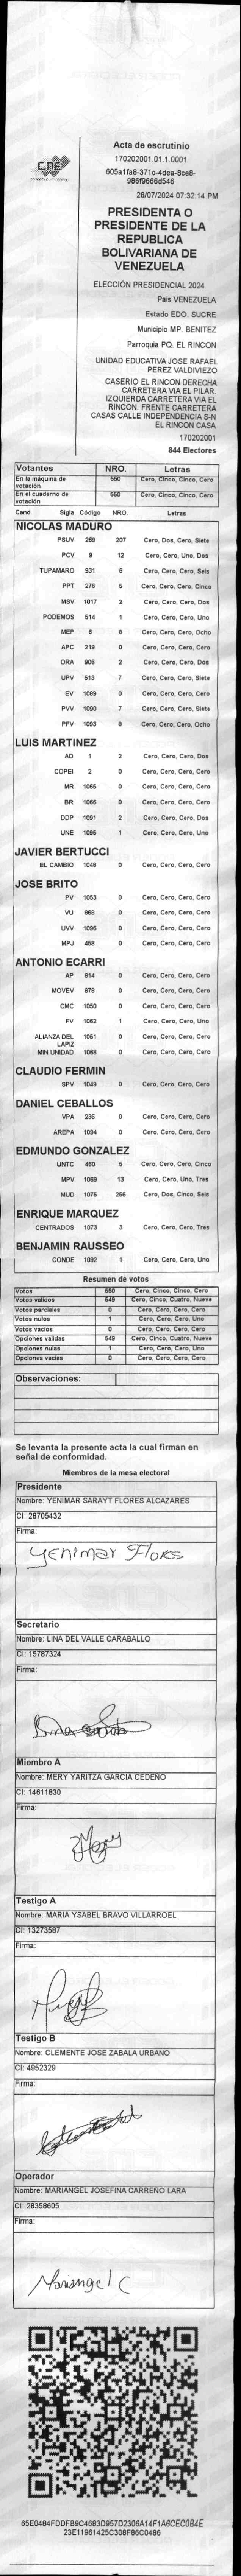 CNE
Acta de escrutinio
170202001.01.1.0001
605a1fa8-371c-4dea-8ce8-
986f9666d546
28/07/2024 07:32:14 PM
PRESIDENTA O
PRESIDENTE DE LA
REPUBLICA
BOLIVARIANA DE
VENEZUELA
ELECCIÓN PRESIDENCIAL 2024
País VENEZUELA
Estado EDO. SUCRE
Municipio MP. BENITEZ
Parroquia PQ. EL RINCON
UNIDAD EDUCATIVA JOSE RAFAEL
PEREZ VALDIVIEZO
CASERIO EL RINCON DERECHA
CARRETERA VIA EL PILAR.
IZQUIERDA CARRETERA VIA EL
RINCON. FRENTE CARRETERA
CASAS CALLE INDEPENDENCIA S-N
EL RINCON CASA
170202001
844 Electores
Votantes NRO. Letras
En la máquina de votación 550 Cero, Cinco, Cinco, Cero
En el cuaderno de votación 550 Cero, Cinco, Cinco, Cero
Cand. Sigla Código NRO. Letras
NICOLAS MADURO
PSUV 269 207 Cero, Dos, Cero, Siete
PCV 9 12 Cero, Cero, Uno, Dos
TUPAMARO 931 6 Cero, Cero, Cero, Seis
PPT 276 5 Cero, Cero, Cero, Cinco
MSV 1017 2 Cero, Cero, Cero, Dos
PODEMOS 514 1 Cero, Cero, Cero, Uno
MEP 6 8 Cero, Cero, Cero, Ocho
APC 219 0 Cero, Cero, Cero, Cero
ORA 906 2 Cero, Cero, Cero, Dos
UPV 613 7 Cero, Cero, Cero, Siete
EV 1089 0 Cero, Cero, Cero, Cero
PVV 1090 7 Cero, Cero, Cero, Siete
PFV 1093 8 Cero, Cero, Cero, Ocho
LUIS MARTINEZ
AD 1 2 Cero, Cero, Cero, Dos
COPEI 2 0 Cero, Cero, Cero, Cero
MR 1065 0 Cero, Cero, Cero, Cero
BR 1066 0 Cero, Cero, Cero, Cero
DDP 1091 2 Cero, Cero, Cero, Dos
UNE 1095 1 Cero, Cero, Cero, Uno
JAVIER BERTUCCI
EL CAMBIO 1048 0 Cero, Cero, Cero, Cero
JOSE BRITO
PV 1053 0 Cero, Cero, Cero, Cero
VU 868 0 Cero, Cero, Cero, Cero
UVV 1096 0 Cero, Cero, Cero, Cero
MPJ 458 0 Cero, Cero, Cero, Cero
ANTONIO ECARRI
AP 814 0 Cero, Cero, Cero, Cero
MOVEV 878 0 Cero, Cero, Cero, Cero
CMC 1050 0 Cero, Cero, Cero, Cero
FV 1062 1 Cero, Cero, Cero, Uno
ALIANZA DEL LAPIZ 1051 0 Cero, Cero, Cero, Cero
MIN UNIDAD 1068 0 Cero, Cero, Cero, Cero
CLAUDIO FERMIN
SPV 1049 0 Cero, Cero, Cero, Cero
DANIEL CEBALLOS
VPA 236 0 Cero, Cero, Cero, Cero
AREPA 1094 0 Cero, Cero, Cero, Cero
EDMUNDO GONZALEZ
UNTC 460 5 Cero, Cero, Cero, Cinco
MPV 1069 13 Cero, Cero, Uno, Tres
MUD 1076 256 Cero, Dos, Cinco, Seis
ENRIQUE MARQUEZ
CENTRADOS 1073 3 Cero, Cero, Cero, Tres
BENJAMIN RAUSSEO
CONDE 1092 1 Cero, Cero, Cero, Uno
Resumen de votos
Votos 550 Cero, Cinco, Cinco, Cero
Votos validos 549 Cero, Cinco, Cuatro, Nueve
Votos parciales 0 Cero, Cero, Cero, Cero
Votos nulos 1 Cero, Cero, Cero, Uno
Votos vacios 0 Cero, Cero, Cero, Cero
Opciones validas 549 Cero, Cinco, Cuatro, Nueve
Opciones nulas 1 Cero, Cero, Cero, Uno
Opciones vacias 0 Cero, Cero, Cero, Cero
Observaciones:
Se levanta la presente acta la cual firman en
señal de conformidad.
Miembros de la mesa electoral
Presidente
Nombre: YENIMAR SARAYT FLORES ALCAZARES
CI: 28705432
Firma:
Yenimar Flores
Secretario
Nombre: LINA DEL VALLE CARABALLO
CI: 15787324
Firma:
Miembro A
Nombre: MERY YARITZA GARCIA CEDEÑO
CI: 14611830
Firma:
Testigo A
Nombre: MARIA YSABEL BRAVO VILLARROEL
CI: 13273587
Firma:
Testigo B
Nombre: CLEMENTE JOSE ZABALA URBANO
CI: 4952329
Firma:
Operador
Nombre: MARIANGEL JOSEFINA CARREÑO LARA
CI: 28358605
Firma:
Mariangel C
65E0484FDDFB9C4683D957D2306A14F1A6CEC0B4E
23E11961425C308F86C0486